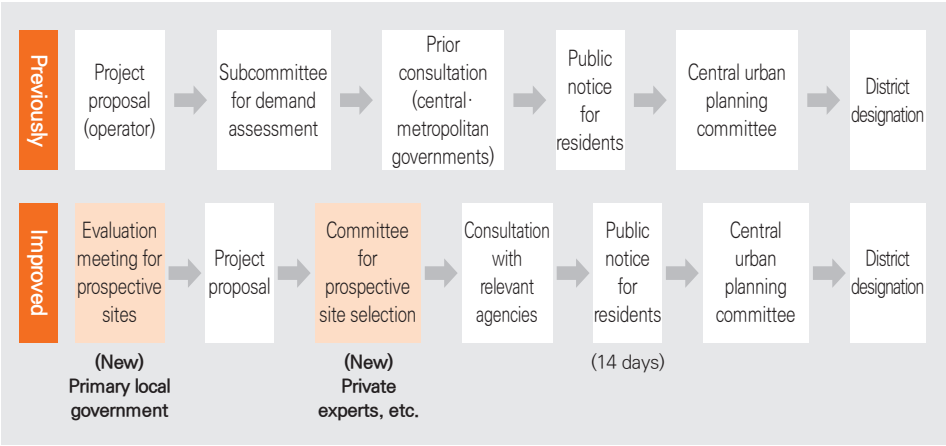 Previously
Project
proposal
(operator)
Subcommittee
for demand
assessment
Prior
consultation
(central·
metropolitan
governments)
Public
notice
for
residents
Central urban
planning
committee
District
designation
Improved
Evaluation
meeting for
prospective
sites
Project
proposal
Committee
for
prospective
site selection
Consultation
with
relevant
agencies
Public
notice
for
residents
Central
urban
planning
committee
District
designation
(New)
Primary local
government
(New)
Private
experts, etc.
(14 days)